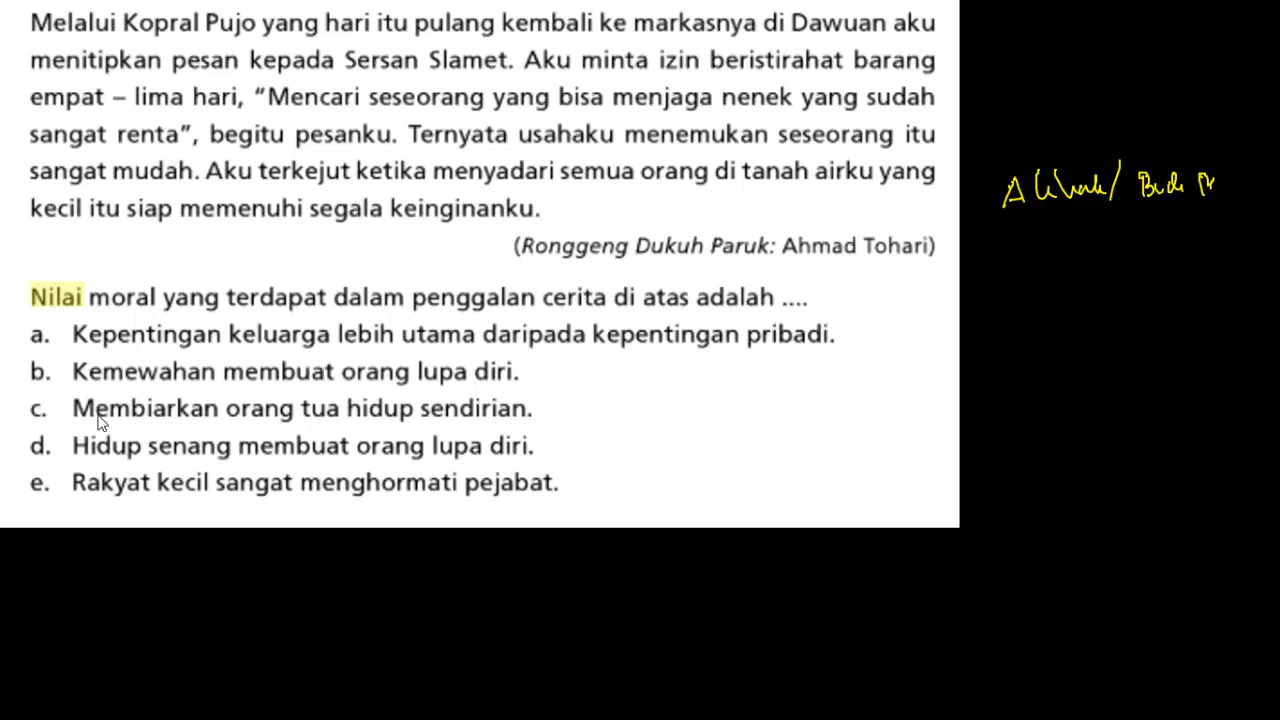 Melalui Kopral Pujo yang hari itu pulang kembali ke markasnya di Dawuan aku
menitipkan pesan kepada Sersan Slamet. Aku minta izin beristirahat barang
empat – lima hari, “Mencari seseorang yang bisa menjaga nenek yang sudah
sangat renta”, begitu pesanku. Ternyata usahaku menemukan seseorang itu
sangat mudah. Aku terkejut ketika menyadari semua orang di tanah airku yang
kecil itu siap memenuhi segala keinginanku.
(Ronggeng Dukuh Paruk: Ahmad Tohari)
Nilai moral yang terdapat dalam penggalan cerita di atas adalah ....
a. Kepentingan keluarga lebih utama daripada kepentingan pribadi.
b. Kemewahan membuat orang lupa diri.
c. Membiarkan orang tua hidup sendirian.
d. Hidup senang membuat orang lupa diri.
e. Rakyat kecil sangat menghormati pejabat.